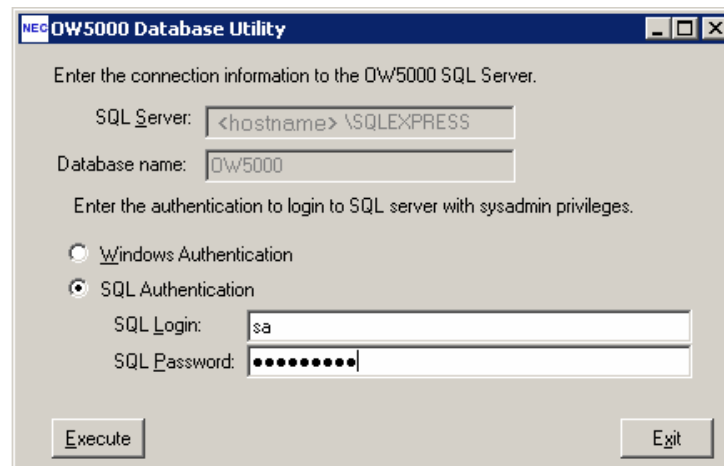 NEC OW5000 Database Utility
Enter the connection information to the OW5000 SQL Server.
SQL Server: <hostname> \SQLEXPRESS
Database name: OW5000
Enter the authentication to login to SQL server with sysadmin privileges.
Windows Authentication
SQL Authentication
SQL Login: sa
SQL Password: ●●●●●●●●●
Execute Exit